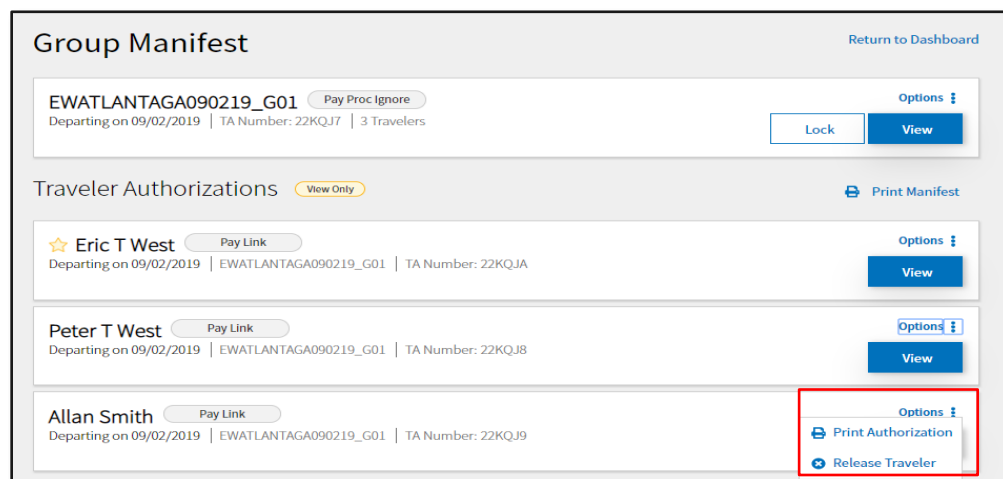 Group Manifest
Return to Dashboard
EWATLANTAGA090219_G01 Pay Proc Ignore
Options
Departing on 09/02/2019 | TA Number: 22KQJ7 | 3 Travelers
Lock View
Traveler Authorizations View Only
Print Manifest
Eric T West Pay Link
Options
Departing on 09/02/2019 | EWATLANTAGA090219_G01 | TA Number: 22KQJA
View
Peter T West Pay Link
Options
Departing on 09/02/2019 | EWATLANTAGA090219_G01 | TA Number: 22KQJ8
View
Allan Smith Pay Link
Options
Departing on 09/02/2019 | EWATLANTAGA090219_G01 | TA Number: 22KQJ9
Print Authorization
Release Traveler